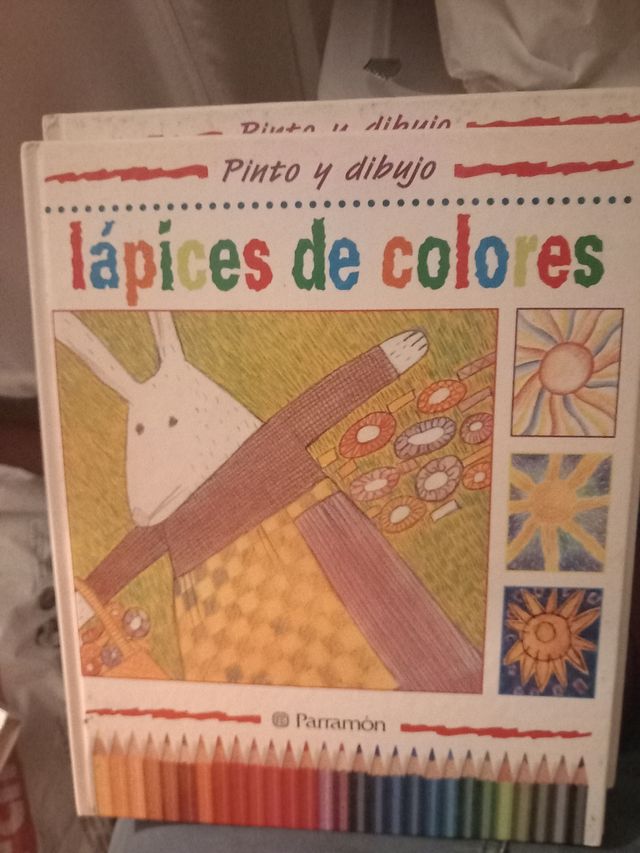 Pinto y dibujo
Pinto y dibujo
lápices de colores
Parramón